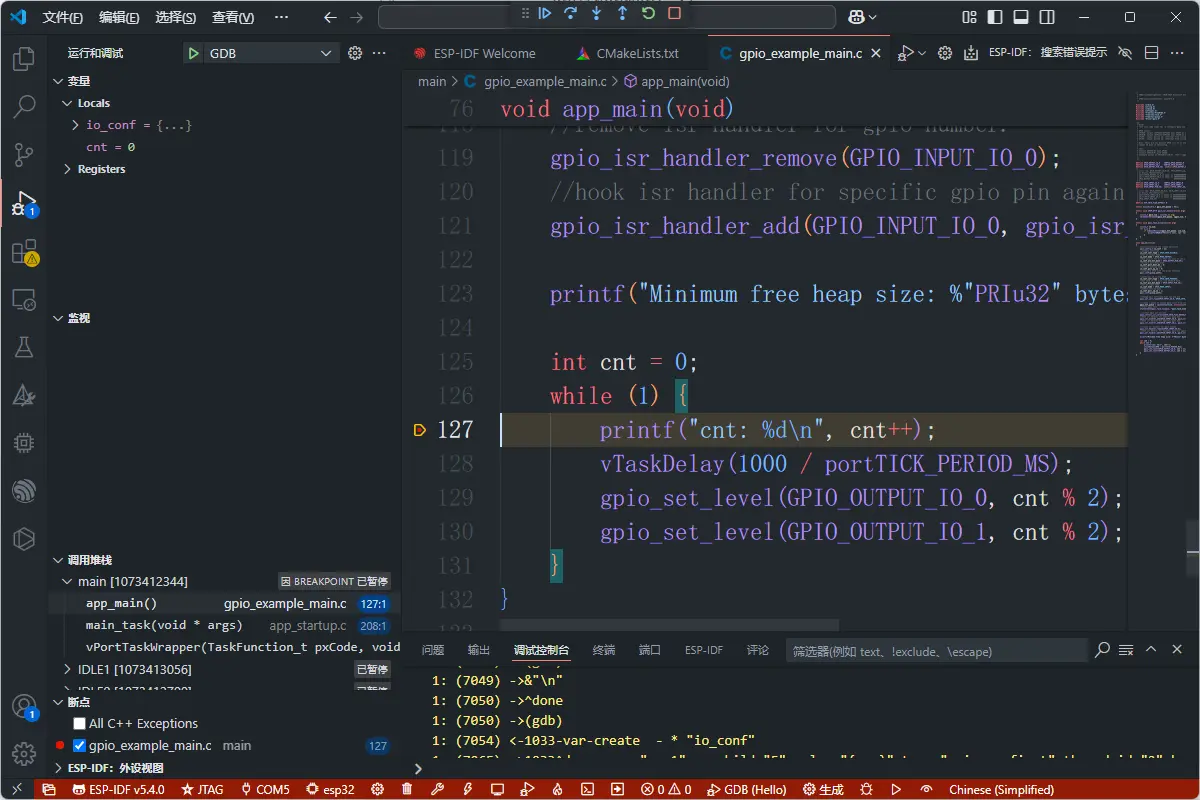 文件(F) 编辑(E) 选择(S) 查看(V) ···
运行和调试 GDB
ESP-IDF Welcome CMakeLists.txt gpio_example_main.c ESP-IDF: 搜索错误提示
main > gpio_example_main.c > app_main(void)
变量
Locals
io_conf = {...}
cnt = 0
Registers
监视
76 void app_main(void)
//remove isr handler for gpio number.
119 gpio_isr_handler_remove(GPIO_INPUT_IO_0);
120 //hook isr handler for specific gpio pin again
121 gpio_isr_handler_add(GPIO_INPUT_IO_0, gpio_isr_
122
123 printf("Minimum free heap size: %"PRIu32" bytes
124
125 int cnt = 0;
126 while (1) {
127 printf("cnt: %d\n", cnt++);
128 vTaskDelay(1000 / portTICK_PERIOD_MS);
129 gpio_set_level(GPIO_OUTPUT_IO_0, cnt % 2);
130 gpio_set_level(GPIO_OUTPUT_IO_1, cnt % 2);
131 }
132 }
调用堆栈
main [1073412344] 因 BREAKPOINT 已暂停
app_main() gpio_example_main.c 127:1
main_task(void * args) app_startup.c 208:1
vPortTaskWrapper(TaskFunction_t pxCode, void
IDLE1 [1073413056] 已暂停
断点
All C++ Exceptions
gpio_example_main.c main 127
ESP-IDF: 外设视图
问题 输出 调试控制台 终端 端口 ESP-IDF 评论 筛选器(例如 text、!exclude、\escape)
1: (7049) ->&"\n"
1: (7050) ->^done
1: (7050) ->(gdb)
1: (7054) <-1033-var-create - * "io_conf"
ESP-IDF v5.4.0 JTAG COM5 esp32 0 0 GDB (Hello) 生成 Chinese (Simplified)
1
1